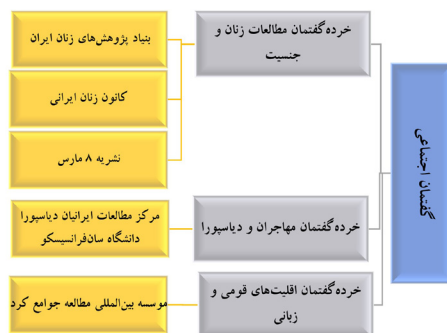 گفتمان اجتماعی
خرده‌گفتمان مطالعات زنان و
جنسیت
بنیاد پژوهش‌های زنان ایران
کانون زنان ایرانی
نشریه ۸ مارس
خرده‌گفتمان مهاجران و دیاسپورا
مرکز مطالعات ایرانیان دیاسپورا
دانشگاه سان‌فرانسیسکو
خرده‌گفتمان اقلیت‌های قومی و
زبانی
موسسه بین‌المللی مطالعه جوامع کرد